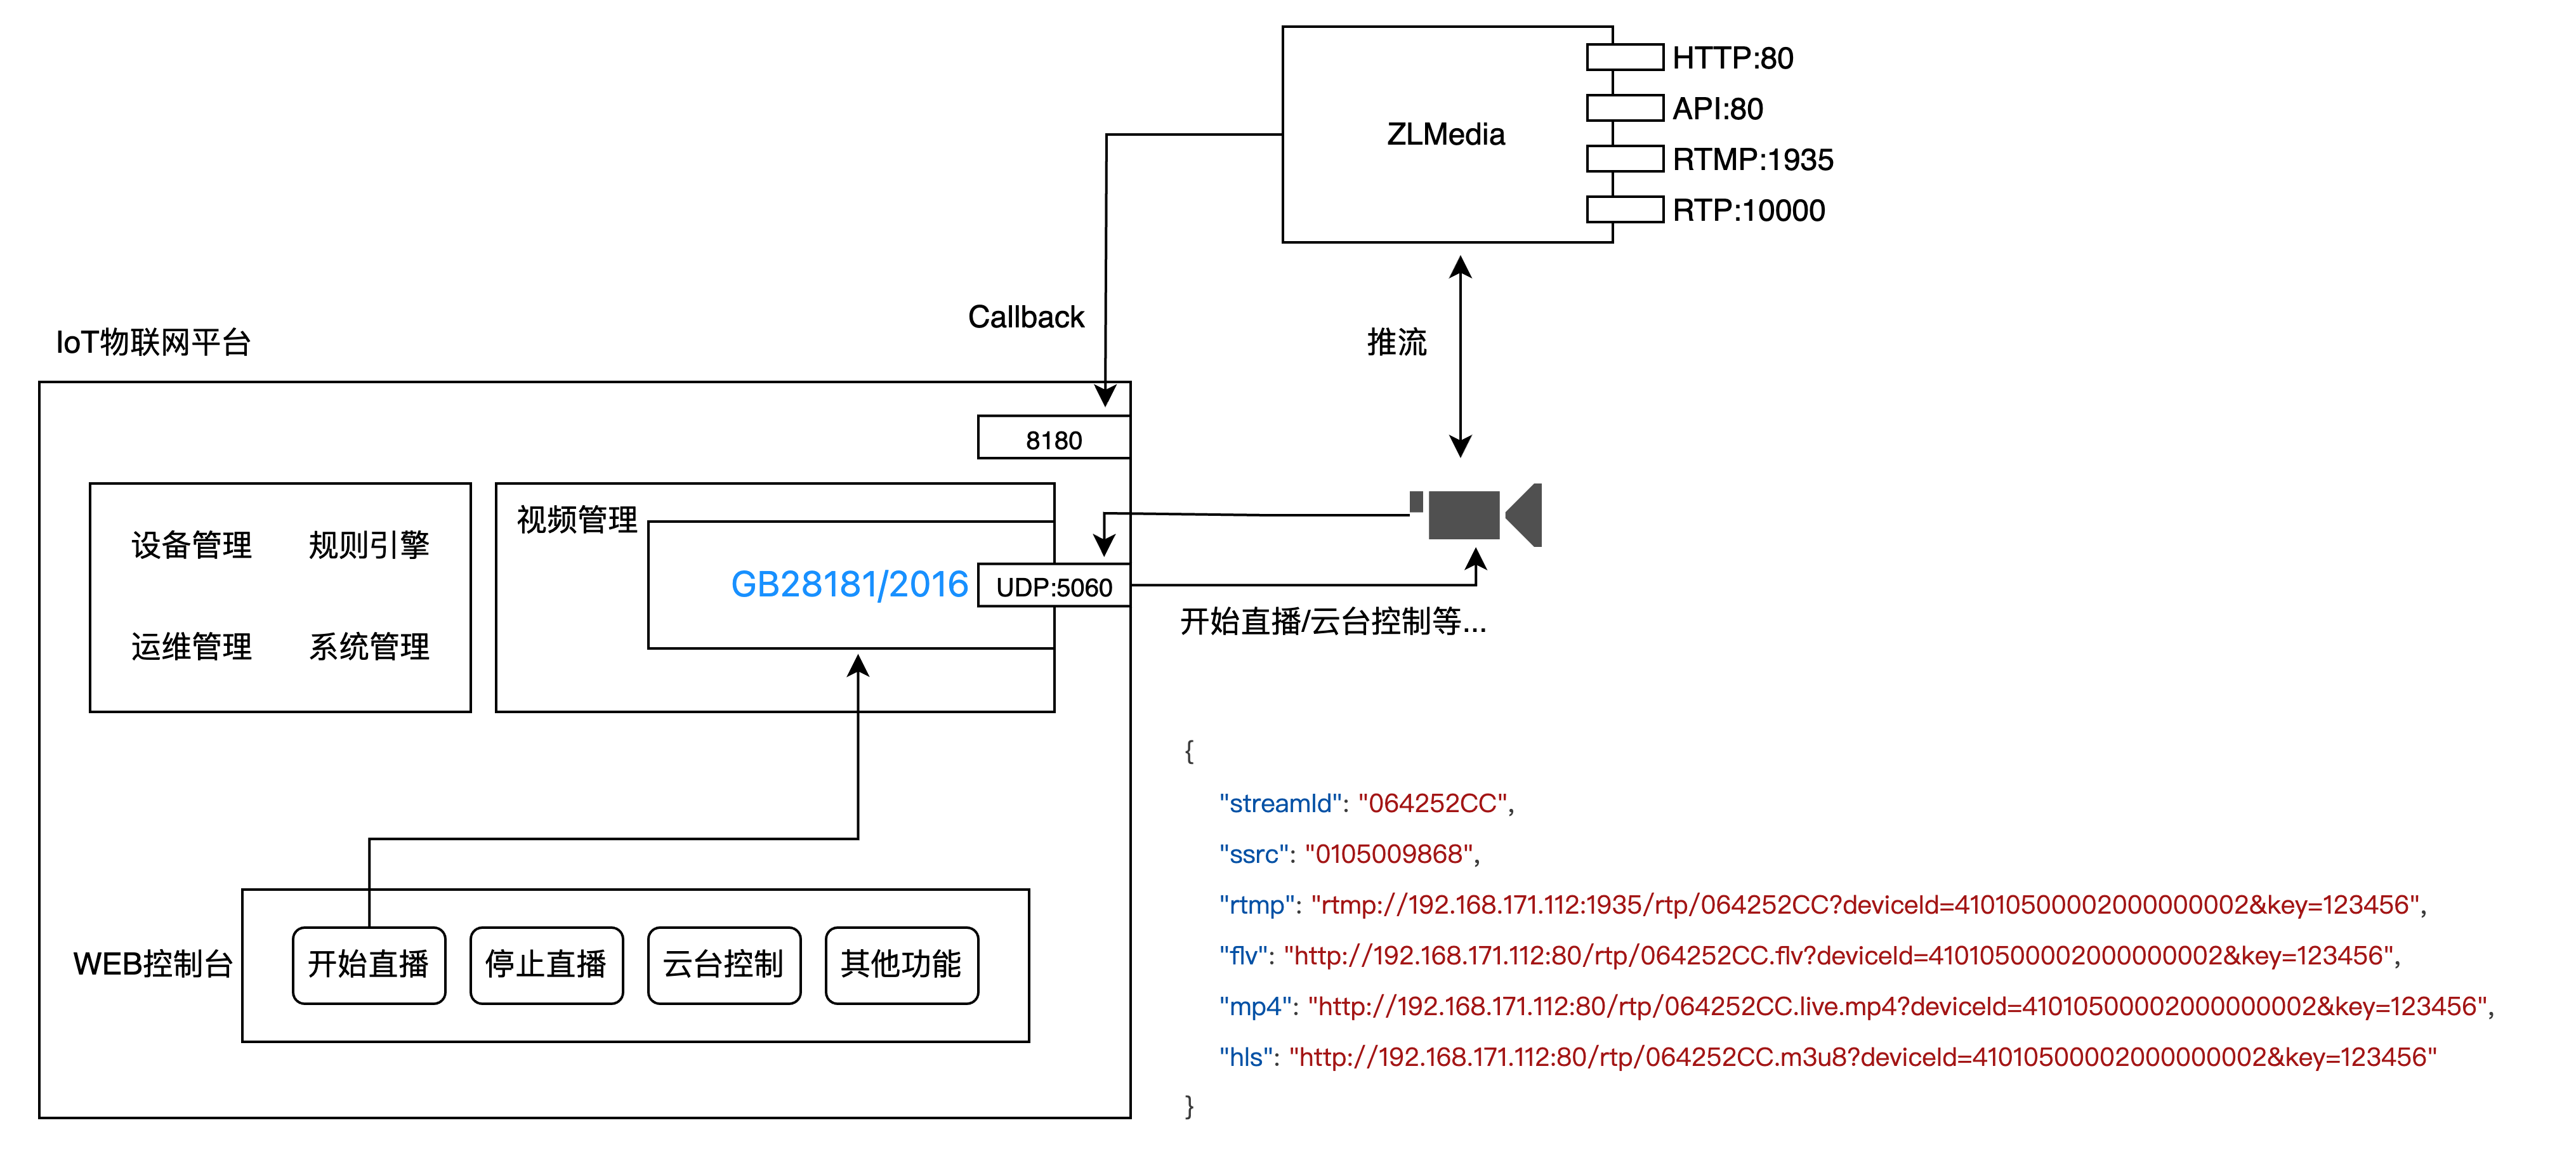 HTTP:80
API:80
ZLMedia
RTMP:1935
RTP:10000
Callback
推流
IoT物联网平台
8180
视频管理
设备管理 规则引擎
GB28181/2016
UDP:5060
开始直播/云台控制等...
运维管理 系统管理
WEB控制台
开始直播
停止直播
云台控制
其他功能
{
"streamId": "064252CC",
"ssrc": "0105009868",
"rtmp": "rtmp://192.168.171.112:1935/rtp/064252CC?deviceId=41010500002000000002&key=123456",
"flv": "http://192.168.171.112:80/rtp/064252CC.flv?deviceId=41010500002000000002&key=123456",
"mp4": "http://192.168.171.112:80/rtp/064252CC.live.mp4?deviceId=41010500002000000002&key=123456",
"hls": "http://192.168.171.112:80/rtp/064252CC.m3u8?deviceId=41010500002000000002&key=123456"
}